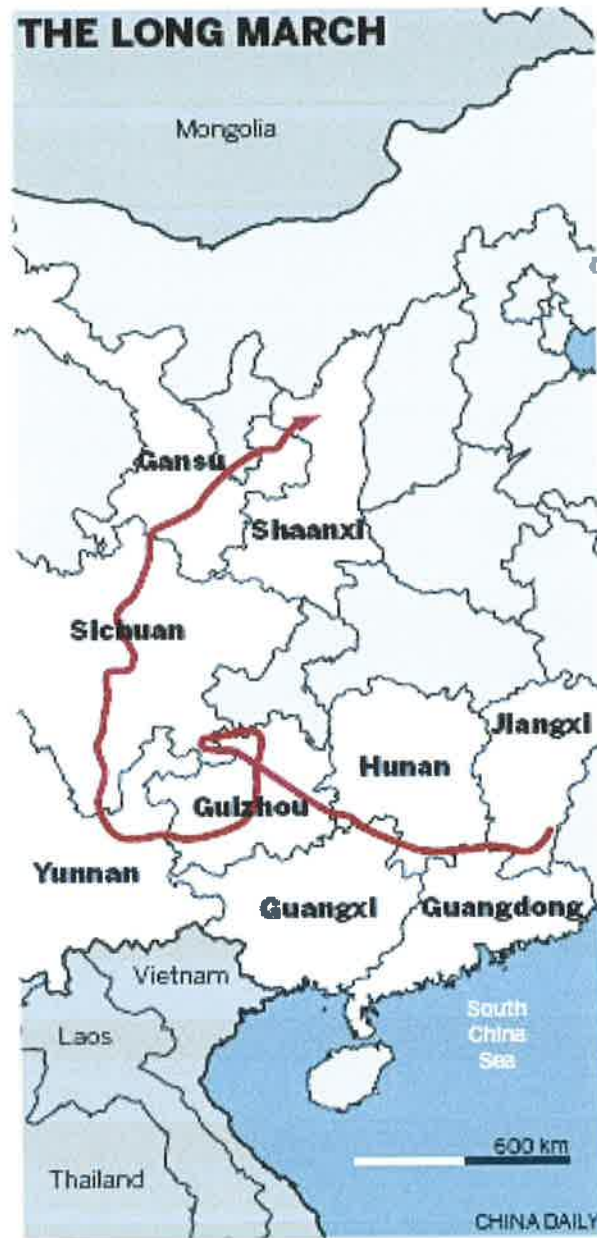 THE LONG MARCH
Mongolia
Gansu
Shaanxi
Sichuan
Jiangxi
Hunan
Guizhou
Yunnan
Guangxi
Guangdong
Vietnam
Laos
South
China
Sea
600 km
Thailand
CHINA DAILY